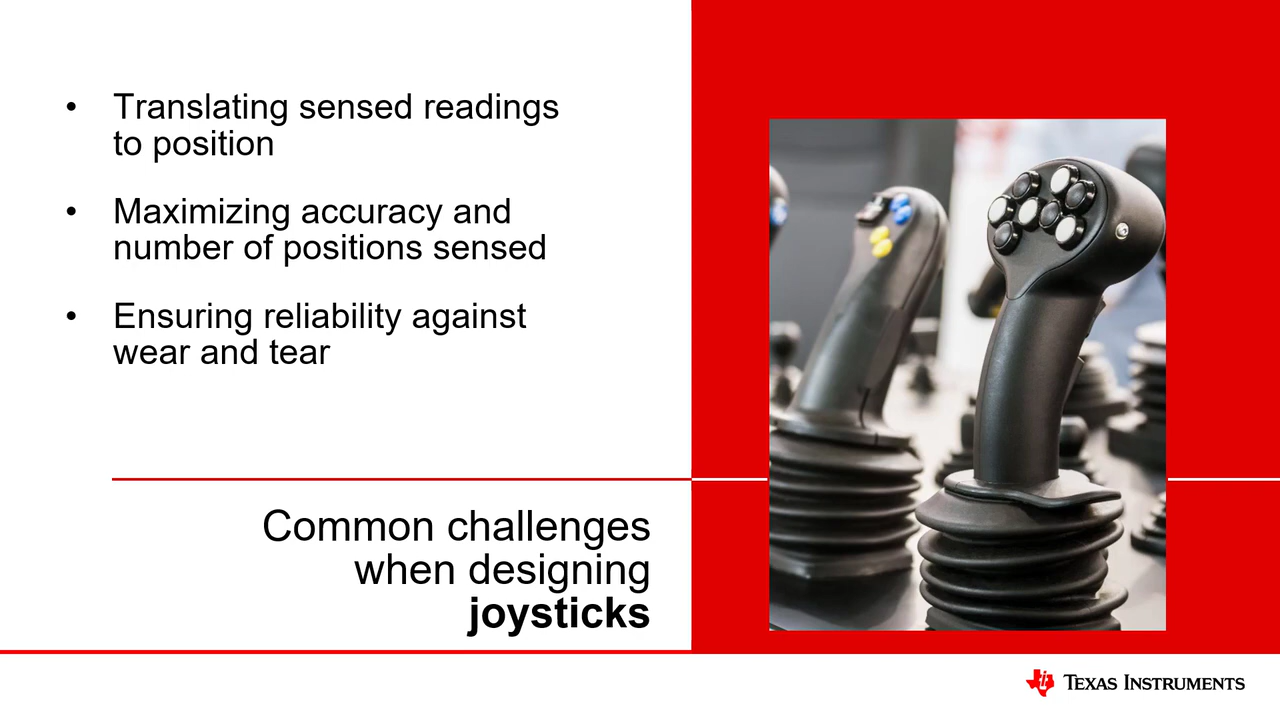 • Translating sensed readings
to position
• Maximizing accuracy and
number of positions sensed
• Ensuring reliability against
wear and tear
Common challenges
when designing
joysticks
TEXAS INSTRUMENTS